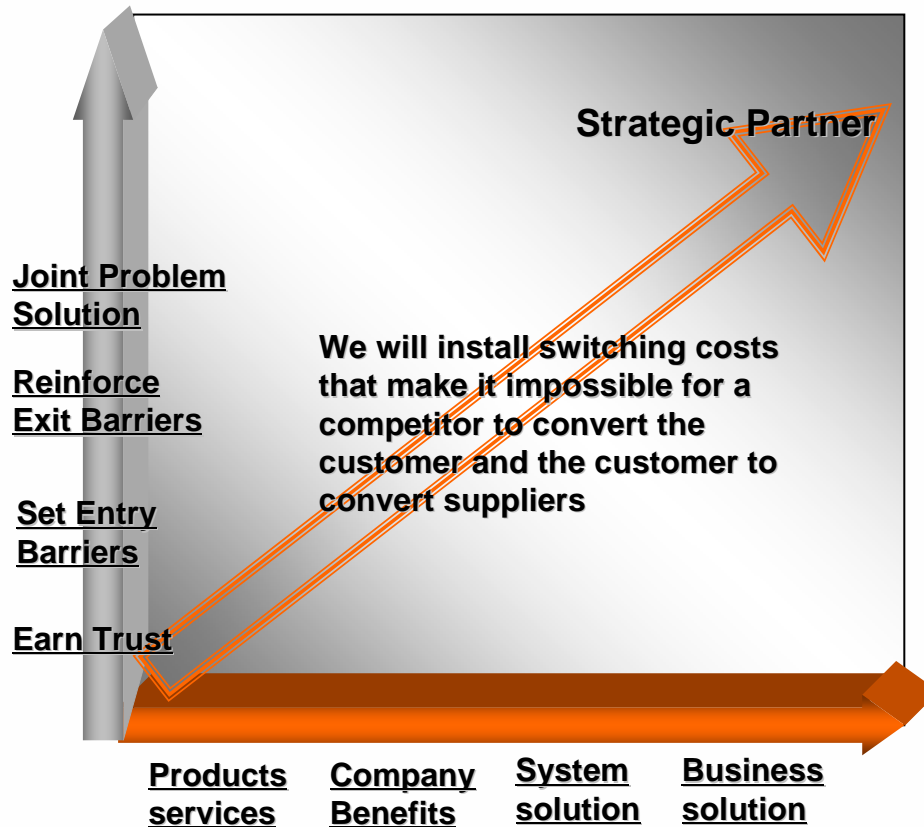 Strategic Partner
Joint Problem
Solution
We will install switching costs
that make it impossible for a
competitor to convert the
customer and the customer to
convert suppliers
Reinforce
Exit Barriers
Set Entry
Barriers
Earn Trust
Products
services
Company
Benefits
System
solution
Business
solution